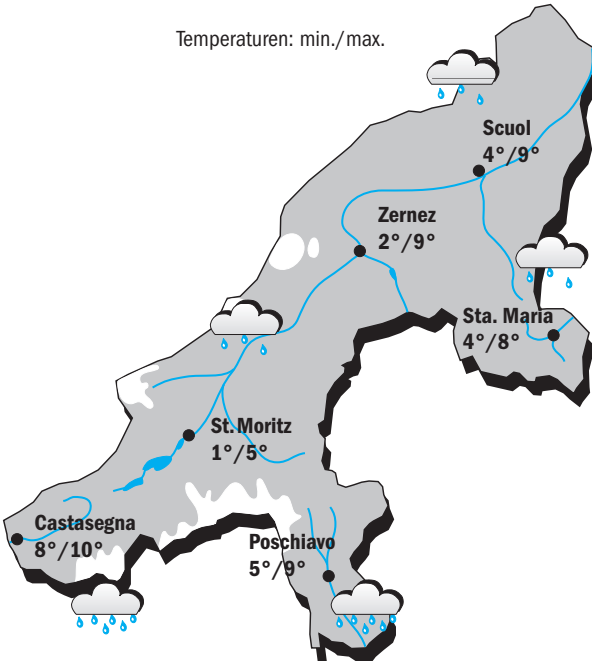 Temperaturen: min./max.
Scuol
4°/9°
Zernez
2°/9°
Sta. Maria
4°/8°
St. Moritz
1°/5°
Castasegna
8°/10°
Poschiavo
5°/9°